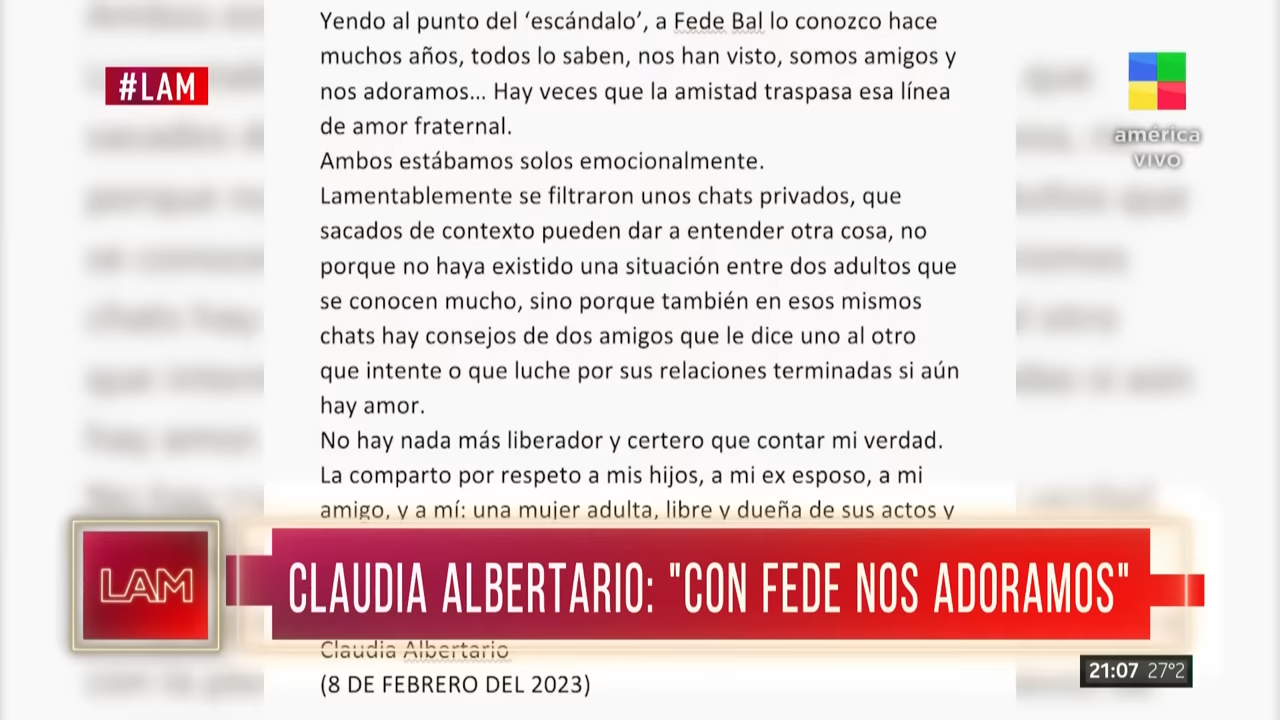 Yendo al punto del ‘escándalo’, a Fede Bal lo conozco hace
muchos años, todos lo saben, nos han visto, somos amigos y
nos adoramos... Hay veces que la amistad traspasa esa línea
de amor fraternal.
Ambos estábamos solos emocionalmente.
Lamentablemente se filtraron unos chats privados, que
sacados de contexto pueden dar a entender otra cosa, no
porque no haya existido una situación entre dos adultos que
se conocen mucho, sino porque también en esos mismos
chats hay consejos de dos amigos que le dice uno al otro
que intente o que luche por sus relaciones terminadas si aún
hay amor.
No hay nada más liberador y certero que contar mi verdad.
La comparto por respeto a mis hijos, a mi ex esposo, a mi
amigo, y a mí: una mujer adulta, libre y dueña de sus actos y
Claudia Albertario
(8 DE FEBRERO DEL 2023)
#LAM
américa
VIVO
LAM
CLAUDIA ALBERTARIO: "CON FEDE NOS ADORAMOS"
21:07 27°2